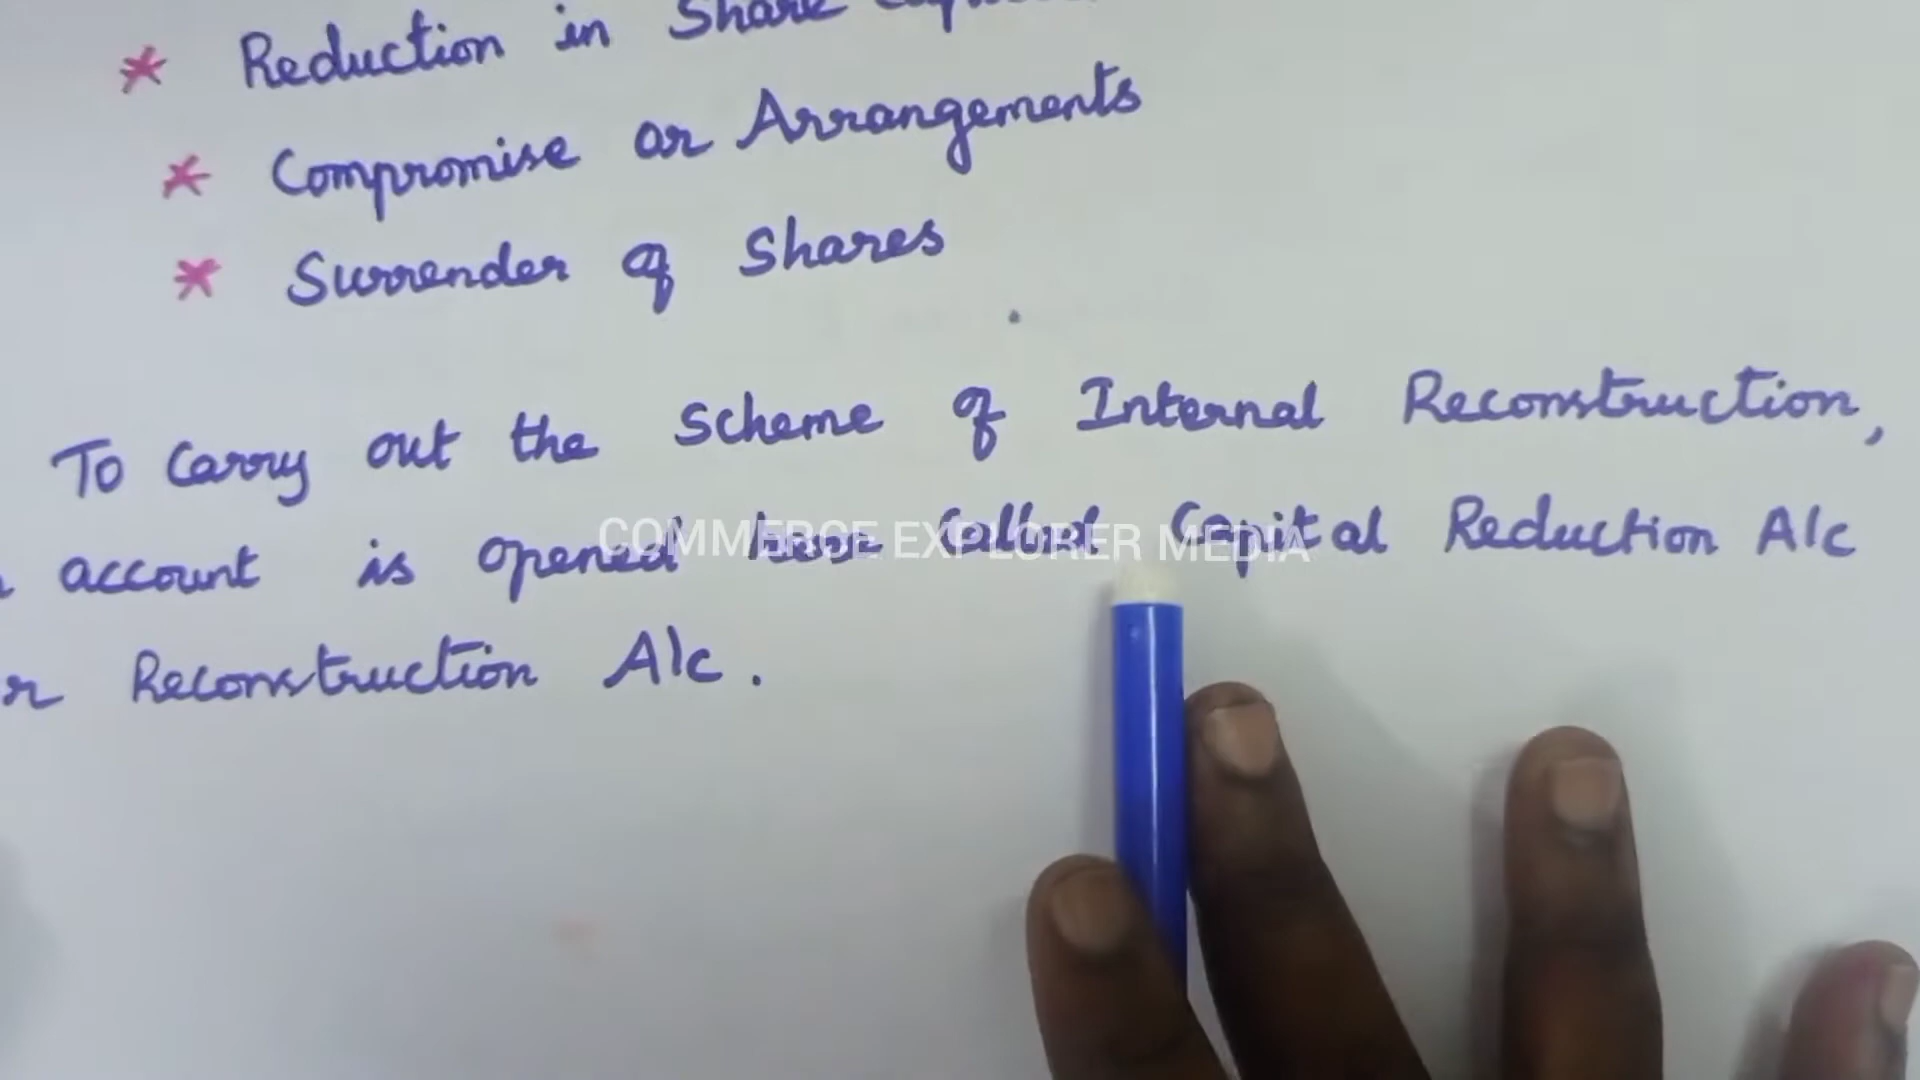 * Reduction in Share
* Compromise or Arrangements
* Surrender of Shares
To carry out the Scheme of Internal Reconstruction,
account is opened Called Capital Reduction A/c
Reconstruction A/c.
COMMERCE EXPLORER MEDIA